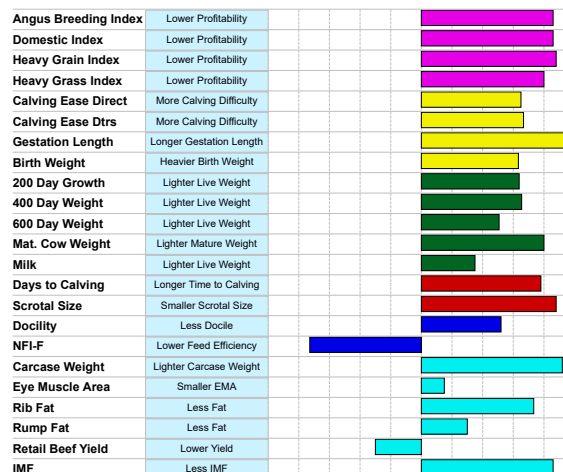 Angus Breeding Index Lower Profitability
Domestic Index Lower Profitability
Heavy Grain Index Lower Profitability
Heavy Grass Index Lower Profitability
Calving Ease Direct More Calving Difficulty
Calving Ease Dtrs More Calving Difficulty
Gestation Length Longer Gestation Length
Birth Weight Heavier Birth Weight
200 Day Growth Lighter Live Weight
400 Day Weight Lighter Live Weight
600 Day Weight Lighter Live Weight
Mat. Cow Weight Lighter Mature Weight
Milk Lighter Live Weight
Days to Calving Longer Time to Calving
Scrotal Size Smaller Scrotal Size
Docility Less Docile
NFI-F Lower Feed Efficiency
Carcase Weight Lighter Carcase Weight
Eye Muscle Area Smaller EMA
Rib Fat Less Fat
Rump Fat Less Fat
Retail Beef Yield Lower Yield
IMF Less IMF